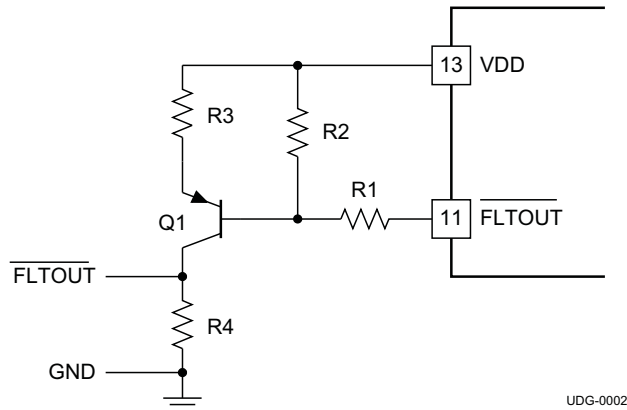 13 VDD
R3
R2
R1
11 FLTOUT
Q1
FLTOUT
R4
GND
UDG-0002